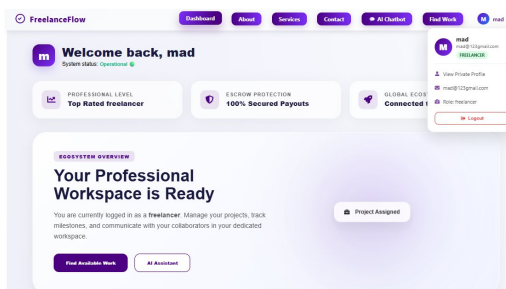 FreelanceFlow
Dashboard
About
Services
Contact
AI Chatbot
Find Work
M mad
m
Welcome back, mad
System status: Operational
M
mad
mad@123gmail.com
FREELANCER
View Private Profile
mad@123gmail.com
Role: freelancer
Logout
PROFESSIONAL LEVEL
Top Rated freelancer
ESCROW PROTECTION
100% Secured Payouts
GLOBAL ECOS
Connected
ECOSYSTEM OVERVIEW
Your Professional
Workspace is Ready
You are currently logged in as a freelancer. Manage your projects, track
milestones, and communicate with your collaborators in your dedicated
workspace.
Find Available Work
AI Assistant
Project Assigned